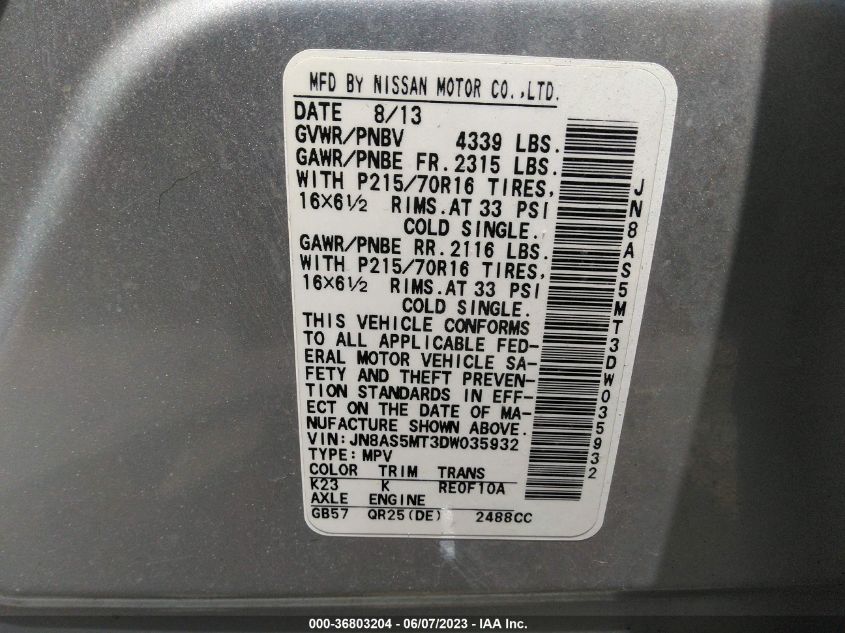 MFD BY NISSAN MOTOR CO.,LTD.
DATE 8/13
GVWR/PNBV 4339 LBS.
GAWR/PNBE FR. 2315 LBS.
WITH P215/70R16 TIRES,
16×6½ RIMS. AT 33 PSI
COLD SINGLE.
GAWR/PNBE RR. 2116 LBS.
WITH P215/70R16 TIRES,
16×6½ RIMS. AT 33 PSI
COLD SINGLE.
THIS VEHICLE CONFORMS
TO ALL APPLICABLE FED-
ERAL MOTOR VEHICLE SA-
FETY AND THEFT PREVEN-
TION STANDARDS IN EFF-
ECT ON THE DATE OF MA-
NUFACTURE SHOWN ABOVE.
VIN: JN8AS5MT3DW035932
TYPE: MPV
COLOR TRIM TRANS
K23 K RE0F10A
AXLE ENGINE
GB57 QR25(DE) 2488CC
JN8AS5MT3DW035932
000-36803204 - 06/07/2023 - IAA Inc.